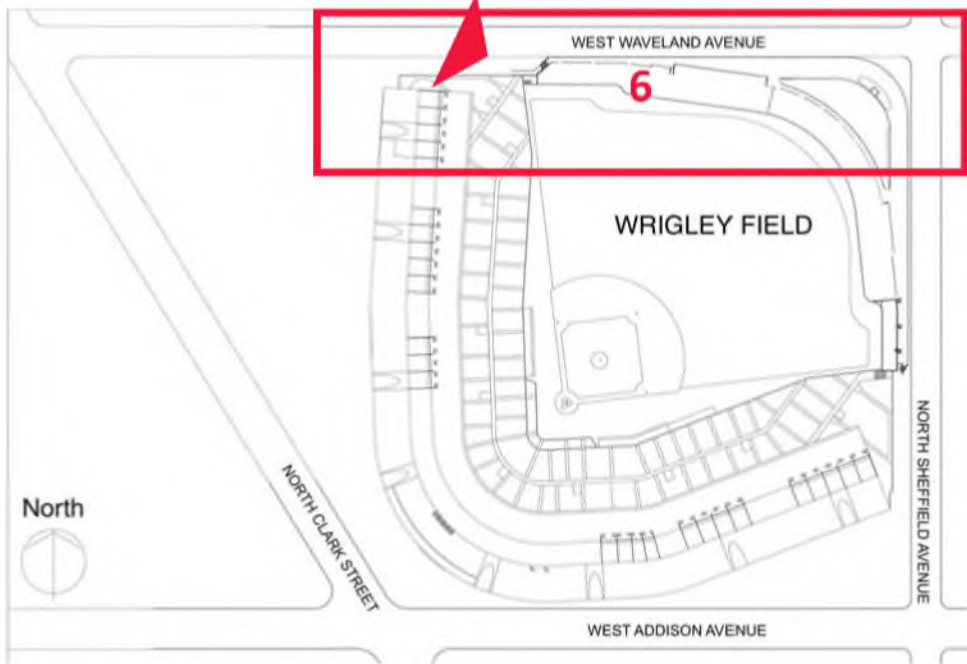 WEST WAVELAND AVENUE
6
WRIGLEY FIELD
NORTH SHEFFIELD AVENUE
North
NORTH CLARK STREET
WEST ADDISON AVENUE